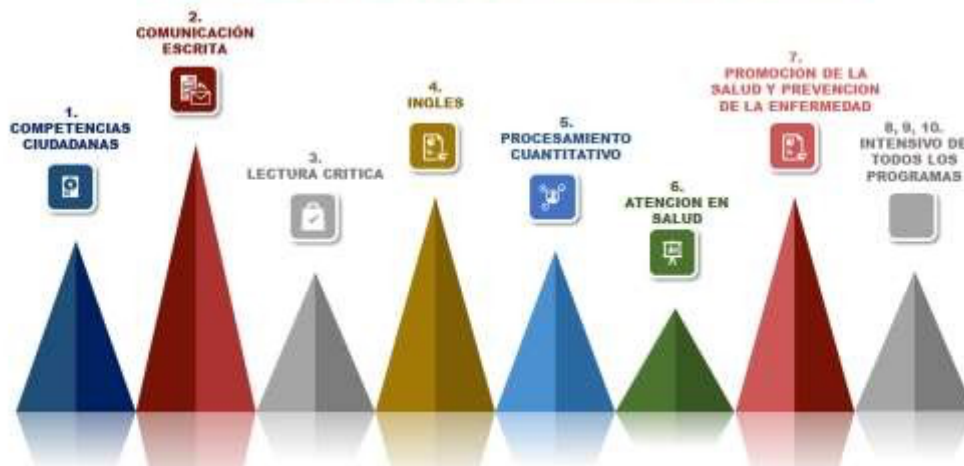 1.
COMPETENCIAS
CIUDADANAS
2.
COMUNICACIÓN
ESCRITA
3.
LECTURA CRITICA
4.
INGLES
5.
PROCESAMIENTO
CUANTITATIVO
6.
ATENCION EN
SALUD
7.
PROMOCIÓN DE LA
SALUD Y PREVENCION
DE LA ENFERMEDAD
8, 9, 10.
INTENSIVO DE
TODOS LOS
PROGRAMAS